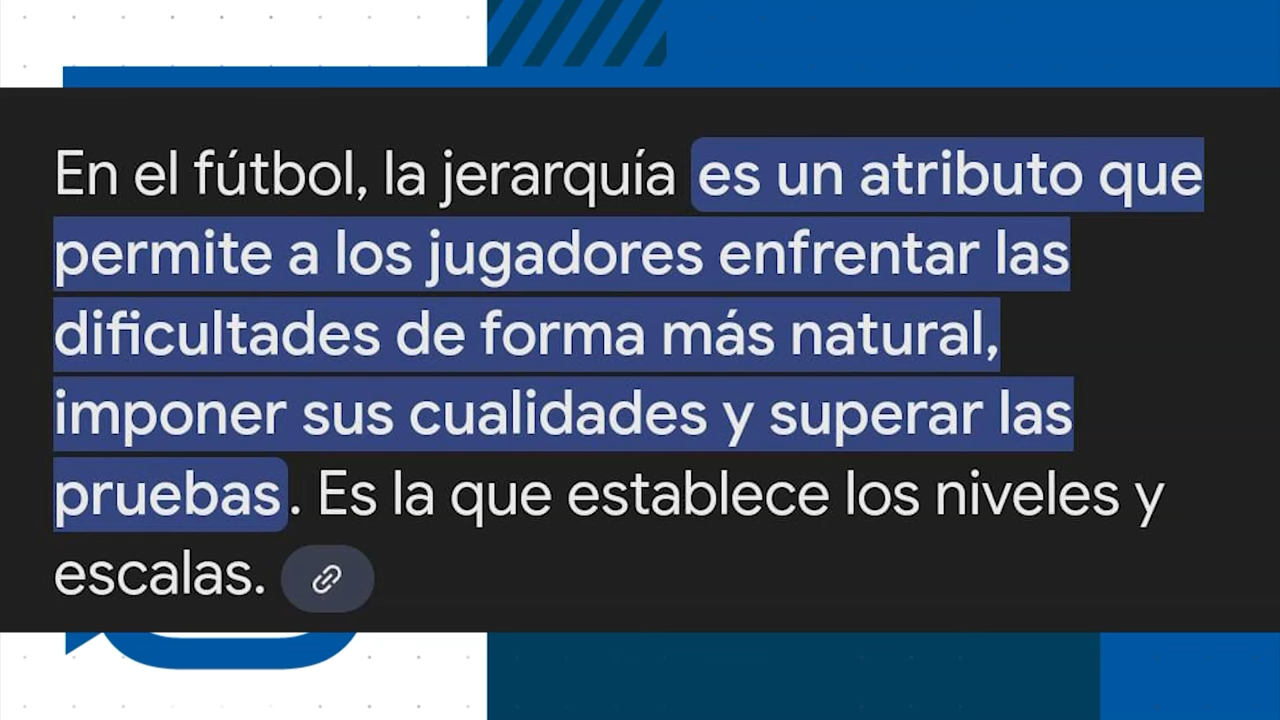 En el fútbol, la jerarquía es un atributo que
permite a los jugadores enfrentar las
dificultades de forma más natural,
imponer sus cualidades y superar las
pruebas. Es la que establece los niveles y
escalas.